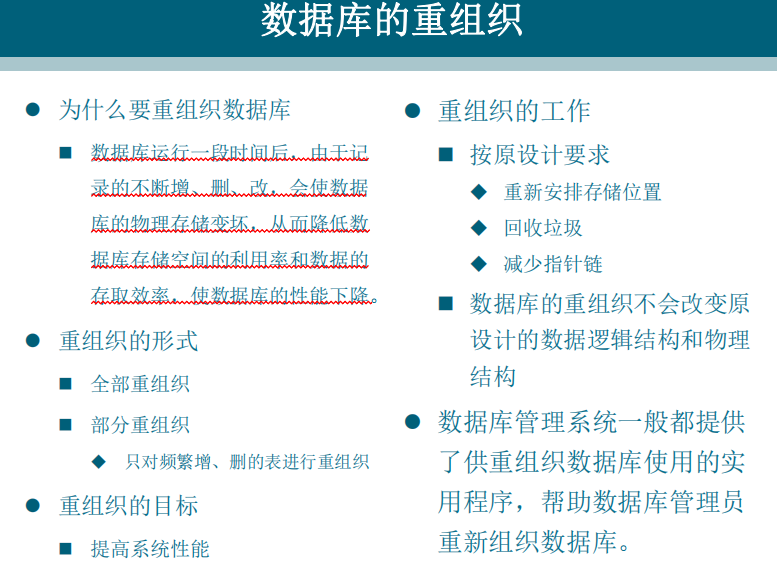 数据库的重组织
为什么要重组织数据库
数据库运行一段时间后，由于记
录的不断增、删、改，会使数据
库的物理存储变坏，从而降低数
据库存储空间的利用率和数据的
存取效率，使数据库的性能下降。
重组织的形式
全部重组织
部分重组织
只对频繁增、删的表进行重组织
重组织的目标
提高系统性能
重组织的工作
按原设计要求
重新安排存储位置
回收垃圾
减少指针链
数据库的重组织不会改变原
设计的数据逻辑结构和物理
结构
数据库管理系统一般都提供
了供重组织数据库使用的实
用程序，帮助数据库管理员
重新组织数据库。